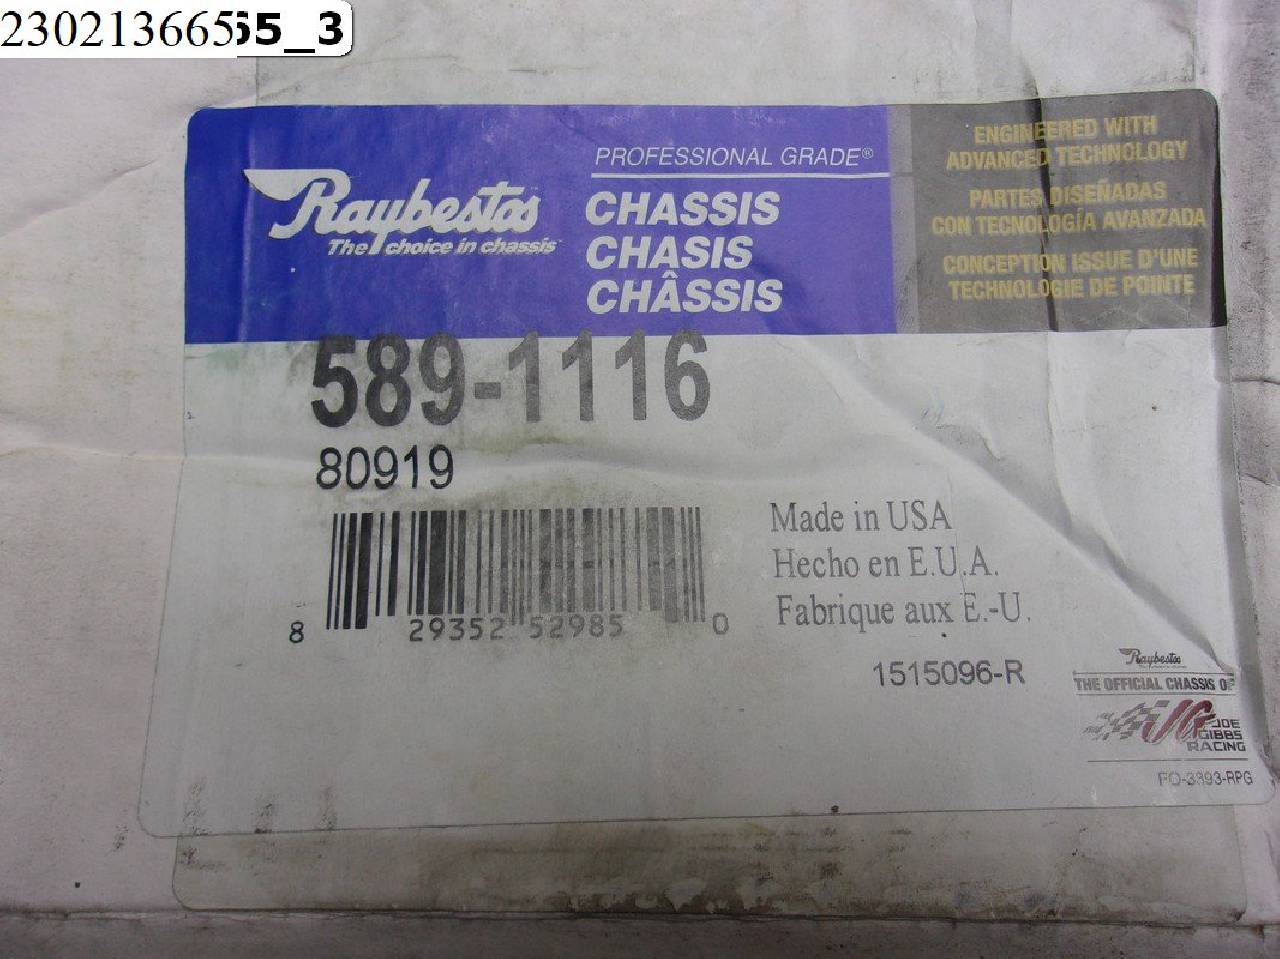 23021366555_3
Raybestos
The choice in chassis
PROFESSIONAL GRADE®
CHASSIS
CHASIS
CHÂSSIS
ENGINEERED WITH
ADVANCED TECHNOLOGY
PARTES DISEÑADAS
CON TECNOLOGÍA AVANZADA
CONCEPTION ISSUE D'UNE
TECHNOLOGIE DE POINTE
589-1116
80919
8 29352 52985 0
Made in USA
Hecho en E.U.A.
Fabrique aux E.-U.
1515096-R
Raybestos
THE OFFICIAL CHASSIS OF
JG JOE
GIBBS
RACING
FO-3393-RPG